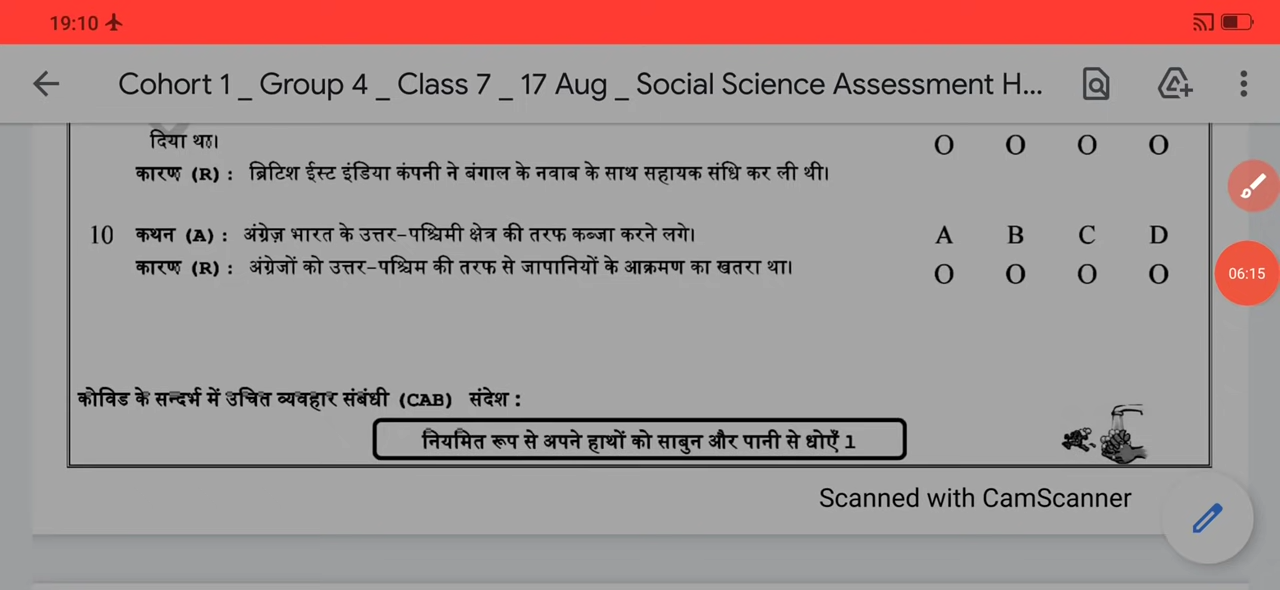 19:10
Cohort 1 _ Group 4 _ Class 7 _ 17 Aug _ Social Science Assessment H...
दिया था। O O O O
कारण (R) : ब्रिटिश ईस्ट इंडिया कंपनी ने बंगाल के नवाब के साथ सहायक संधि कर ली थी।
10 कथन (A) : अंग्रेज़ भारत के उत्तर-पश्चिमी क्षेत्र की तरफ कब्जा करने लगे। A B C D
कारण (R) : अंग्रेजों को उत्तर-पश्चिम की तरफ से जापानियों के आक्रमण का खतरा था। O O O O
06:15
कोविड के सन्दर्भ में उचित व्यवहार संबंधी (CAB) संदेश :
नियमित रूप से अपने हाथों को साबुन और पानी से धोएँ 1
Scanned with CamScanner